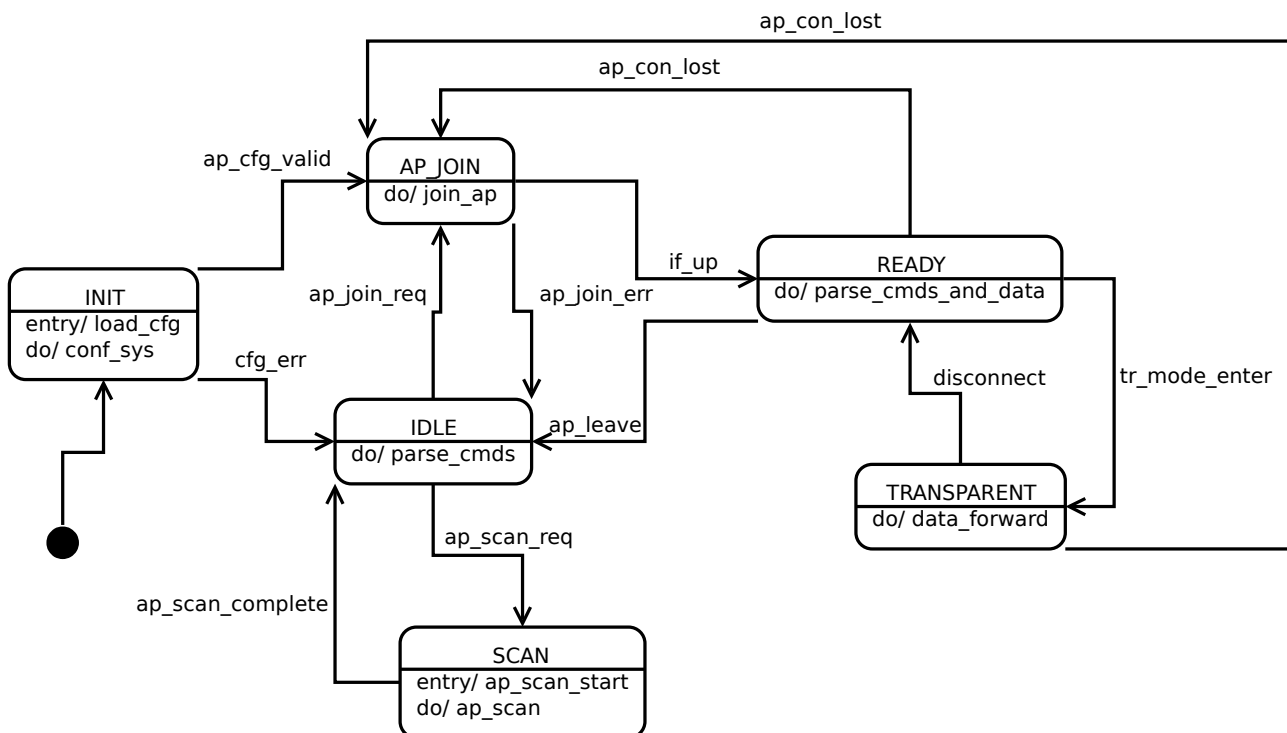 ap_con_lost
ap_con_lost
ap_cfg_valid
AP_JOIN
do/ join_ap
if_up
READY
do/ parse_cmds_and_data
INIT
entry/ load_cfg
do/ conf_sys
ap_join_req
ap_join_err
cfg_err
disconnect
tr_mode_enter
IDLE
do/ parse_cmds
ap_leave
TRANSPARENT
do/ data_forward
ap_scan_req
ap_scan_complete
SCAN
entry/ ap_scan_start
do/ ap_scan